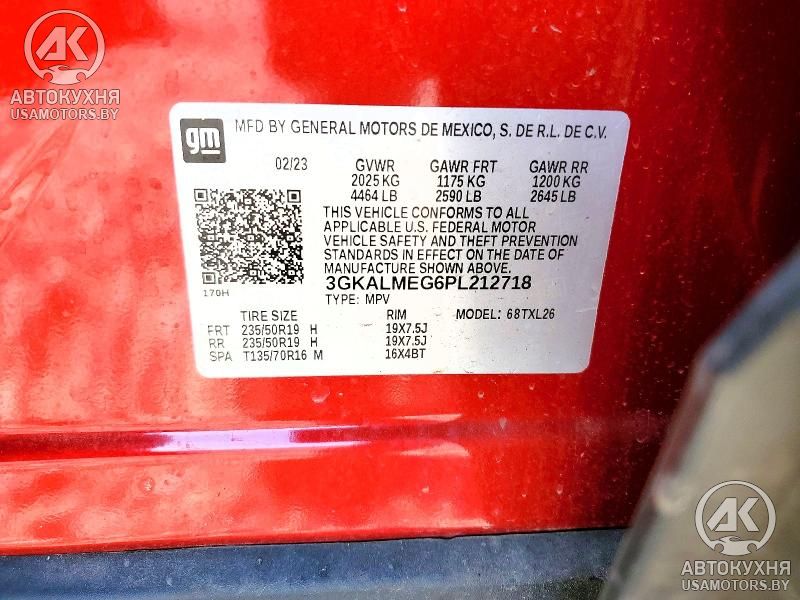 AK
АВТОКУХНЯ
USAMOTORS.BY
gm
MFD BY GENERAL MOTORS DE MEXICO, S. DE R.L. DE C.V.
02/23 GVWR GAWR FRT GAWR RR
2025 KG 1175 KG 1200 KG
4464 LB 2590 LB 2645 LB
THIS VEHICLE CONFORMS TO ALL
APPLICABLE U.S. FEDERAL MOTOR
VEHICLE SAFETY AND THEFT PREVENTION
STANDARDS IN EFFECT ON THE DATE OF
MANUFACTURE SHOWN ABOVE.
170H 3GKALMEG6PL212718
TYPE: MPV
TIRE SIZE RIM MODEL: 68TXL26
FRT 235/50R19 H 19X7.5J
RR 235/50R19 H 19X7.5J
SPA T135/70R16 M 16X4BT
AK
АВТОКУХНЯ
USAMOTORS.BY